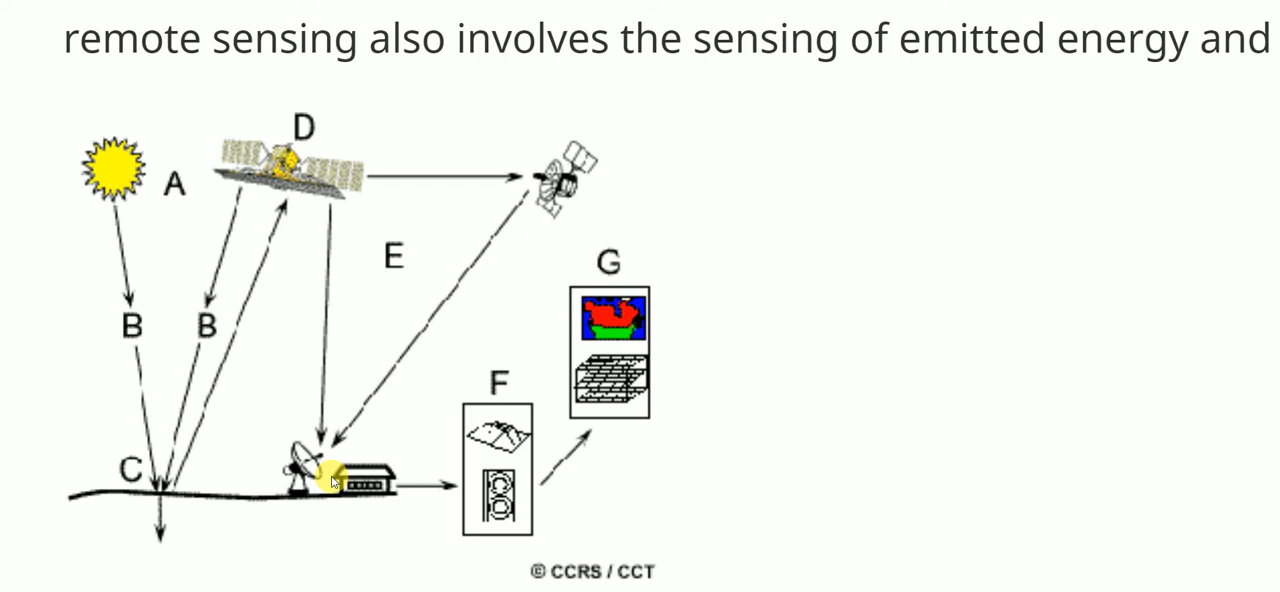 remote sensing also involves the sensing of emitted energy and
D
A
E
G
B B
F
C
© CCRS / CCT